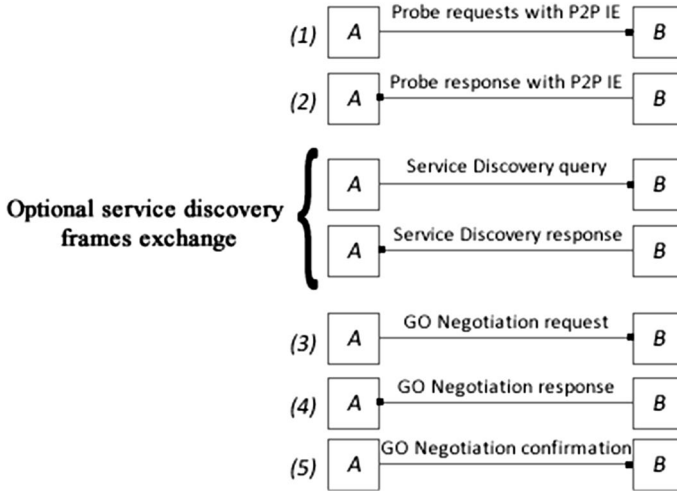 Probe requests with P2P IE
(1) A B
Probe response with P2P IE
(2) A B
Service Discovery query
A B
Optional service discovery
frames exchange
Service Discovery response
A B
GO Negotiation request
(3) A B
GO Negotiation response
(4) A B
GO Negotiation confirmation
(5) A B